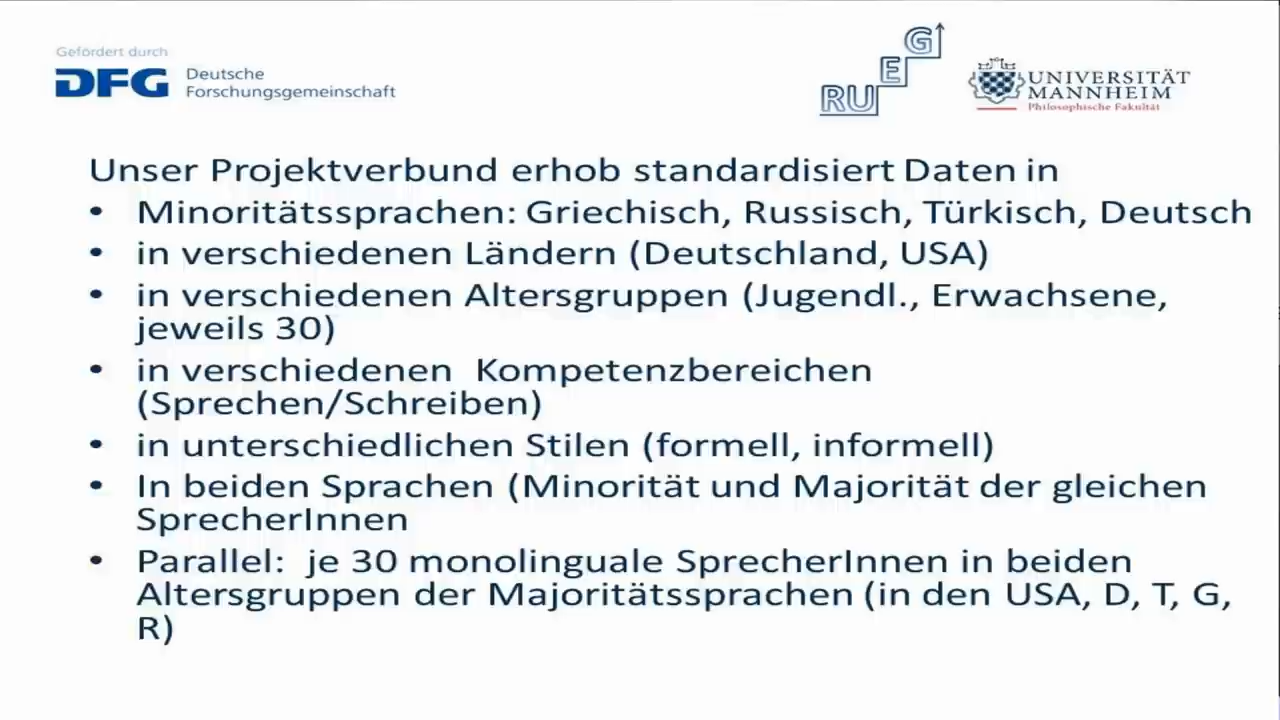 Gefördert durch
DFG Deutsche
Forschungsgemeinschaft
RUEG
UNIVERSITÄT
MANNHEIM
Philosophische Fakultät
Unser Projektverbund erhob standardisiert Daten in
• Minoritätssprachen: Griechisch, Russisch, Türkisch, Deutsch
• in verschiedenen Ländern (Deutschland, USA)
• in verschiedenen Altersgruppen (Jugendl., Erwachsene,
jeweils 30)
• in verschiedenen Kompetenzbereichen
(Sprechen/Schreiben)
• in unterschiedlichen Stilen (formell, informell)
• In beiden Sprachen (Minorität und Majorität der gleichen
SprecherInnen
• Parallel: je 30 monolinguale SprecherInnen in beiden
Altersgruppen der Majoritätssprachen (in den USA, D, T, G,
R)